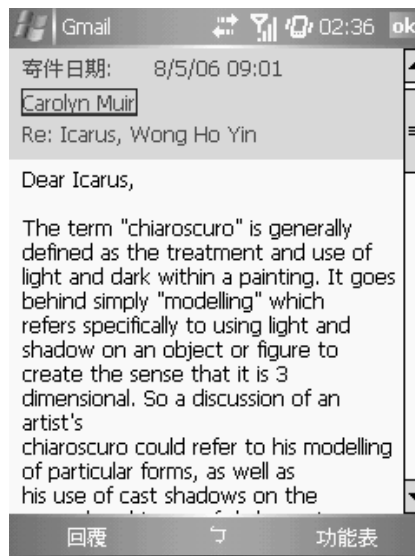 Gmail 02:36 ok
寄件日期: 8/5/06 09:01
Carolyn Muir
Re: Icarus, Wong Ho Yin
Dear Icarus,
The term "chiaroscuro" is generally
defined as the treatment and use of
light and dark within a painting. It goes
behind simply "modelling" which
refers specifically to using light and
shadow on an object or figure to
create the sense that it is 3
dimensional. So a discussion of an
artist's
chiaroscuro could refer to his modelling
of particular forms, as well as
his use of cast shadows on the
回覆 ㄅ 功能表